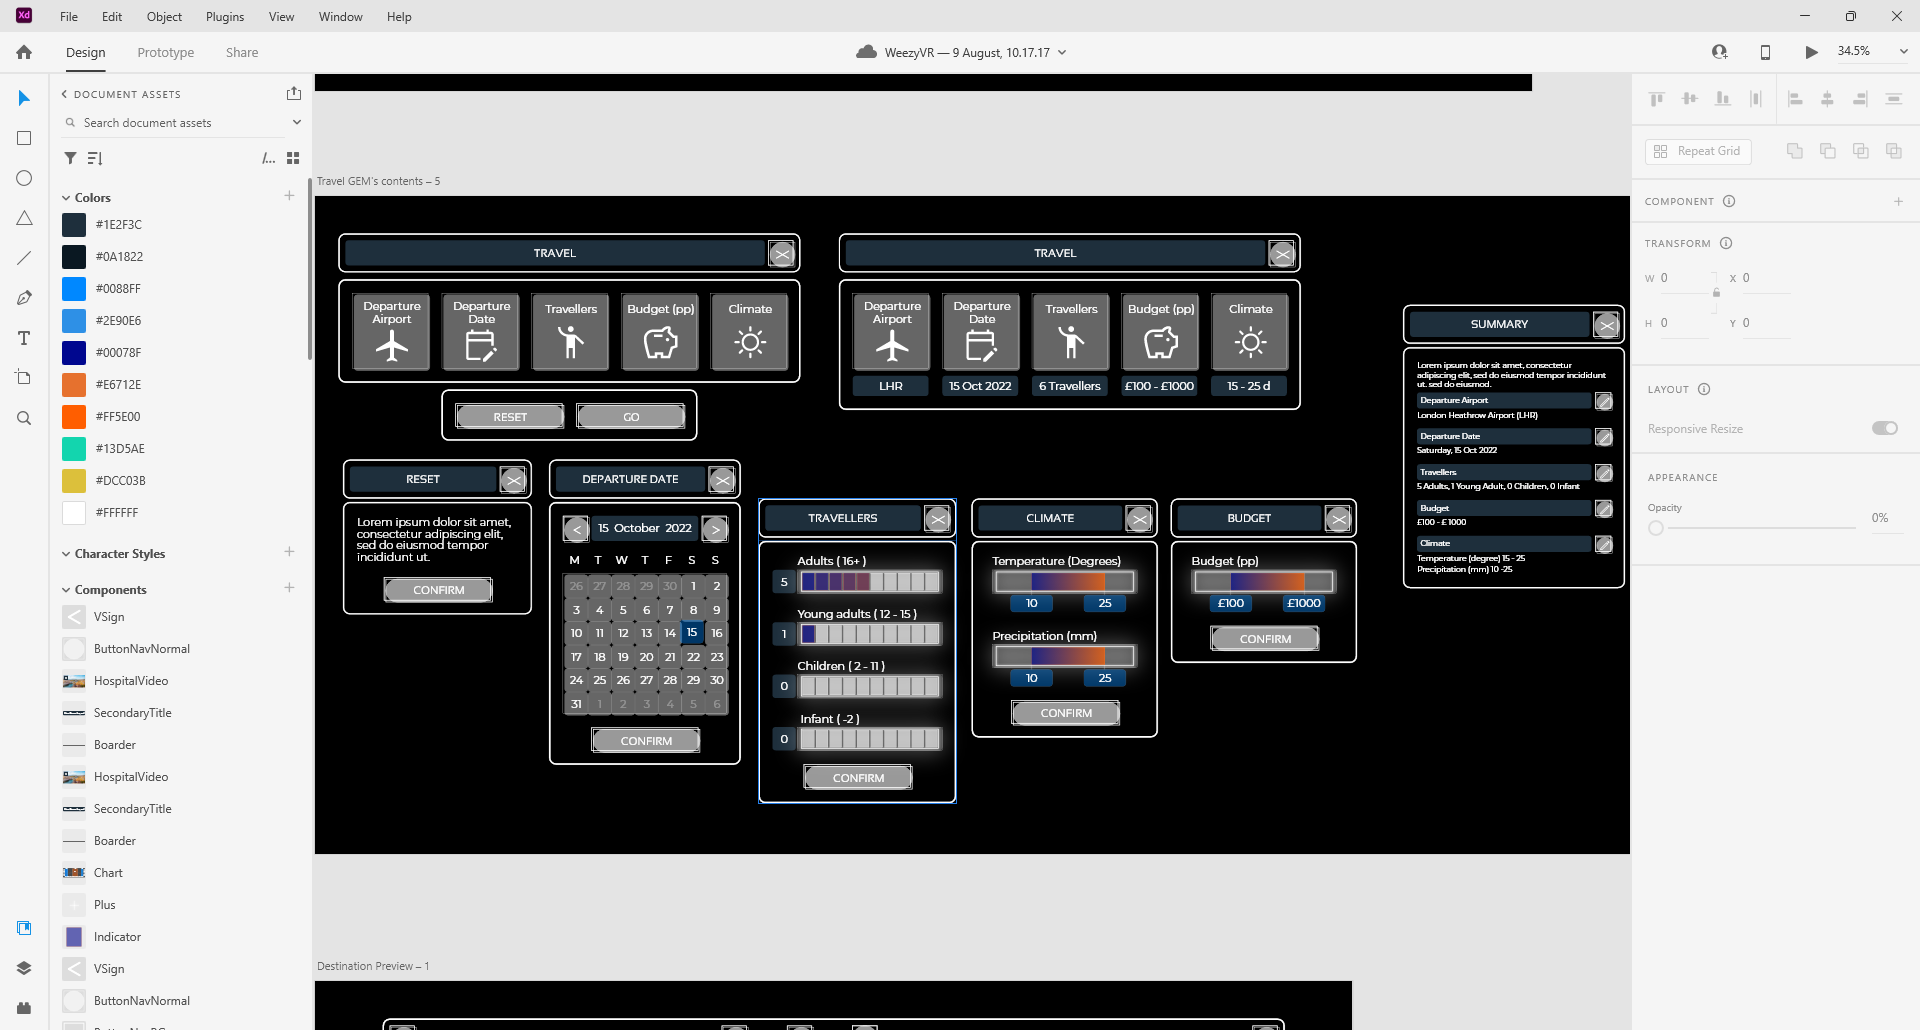 Xd File Edit Object Plugins View Window Help
Design Prototype Share
WeezyVR — 9 August, 10.17.17
34.5%
DOCUMENT ASSETS
Search document assets
/...
Colors
#1E2F3C
#0A1822
#0088FF
#2E90E6
#00078F
#E6712E
#FF5E00
#13D5AE
#DCC03B
#FFFFFF
Character Styles
Components
VSign
ButtonNavNormal
HospitalVideo
SecondaryTitle
Boarder
HospitalVideo
SecondaryTitle
Boarder
Chart
Plus
Indicator
VSign
ButtonNavNormal
Travel GEM's contents – 5
TRAVEL
Departure Airport
Departure Date
Travellers
Budget (pp)
Climate
RESET GO
TRAVEL
Departure Airport
Departure Date
Travellers
Budget (pp)
Climate
LHR 15 Oct 2022 6 Travellers £100 - £1000 15 - 25 d
SUMMARY
Lorem ipsum dolor sit amet, consectetur
adipiscing elit, sed do eiusmod tempor incididunt
ut. sed do eiusmod.
Departure Airport
London Heathrow Airport (LHR)
Departure Date
Saturday, 15 Oct 2022
Travellers
5 Adults, 1 Young Adult, 0 Children, 0 Infant
Budget
£100 - £ 1000
Climate
Temperature (degree) 15 - 25
Precipitation (mm) 10 -25
RESET
Lorem ipsum dolor sit amet,
consectetur adipiscing elit,
sed do eiusmod tempor
incididunt ut.
CONFIRM
DEPARTURE DATE
< 15 October 2022 >
M T W T F S S
26 27 28 29 30 1 2
3 4 5 6 7 8 9
10 11 12 13 14 15 16
17 18 19 20 21 22 23
24 25 26 27 28 29 30
31 1 2 3 4 5 6
CONFIRM
TRAVELLERS
Adults ( 16+ )
5
Young adults ( 12 - 15 )
1
Children ( 2 - 11 )
0
Infant ( -2 )
0
CONFIRM
CLIMATE
Temperature (Degrees)
10 25
Precipitation (mm)
10 25
CONFIRM
BUDGET
Budget (pp)
£100 £1000
CONFIRM
Destination Preview – 1
Repeat Grid
COMPONENT
TRANSFORM
W 0 X 0
H 0 Y 0
LAYOUT
Responsive Resize
APPEARANCE
Opacity
0%